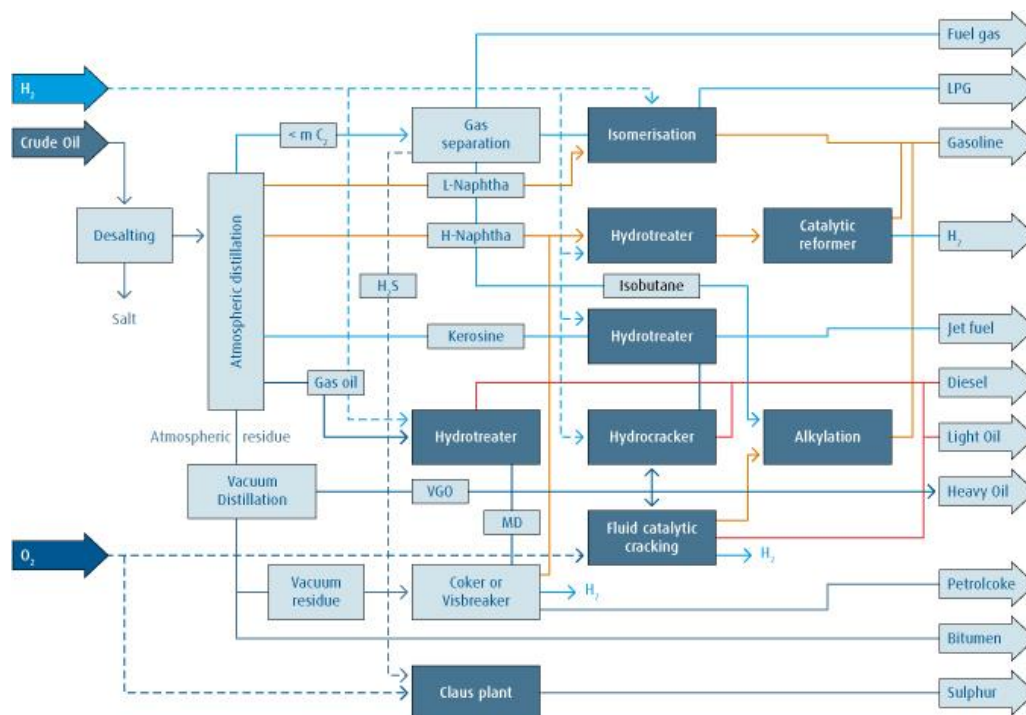 Fuel gas
H₂
LPG
Crude Oil
< m C₂
Gas
separation
Isomerisation
Gasoline
L-Naphtha
Desalting
H-Naphtha
Hydrotreater
Catalytic
reformer
H₂
Atmospheric distillation
H₂S
Isobutane
Salt
Kerosine
Hydrotreater
Jet fuel
Gas oil
Diesel
Atmospheric residue
Hydrotreater
Hydrocracker
Alkylation
Light Oil
Vacuum
Distillation
VGO
Heavy Oil
MD
Fluid catalytic
cracking
O₂
H₂
Vacuum
residue
Coker or
Visbreaker
H₂
Petrolcoke
Bitumen
Claus plant
Sulphur